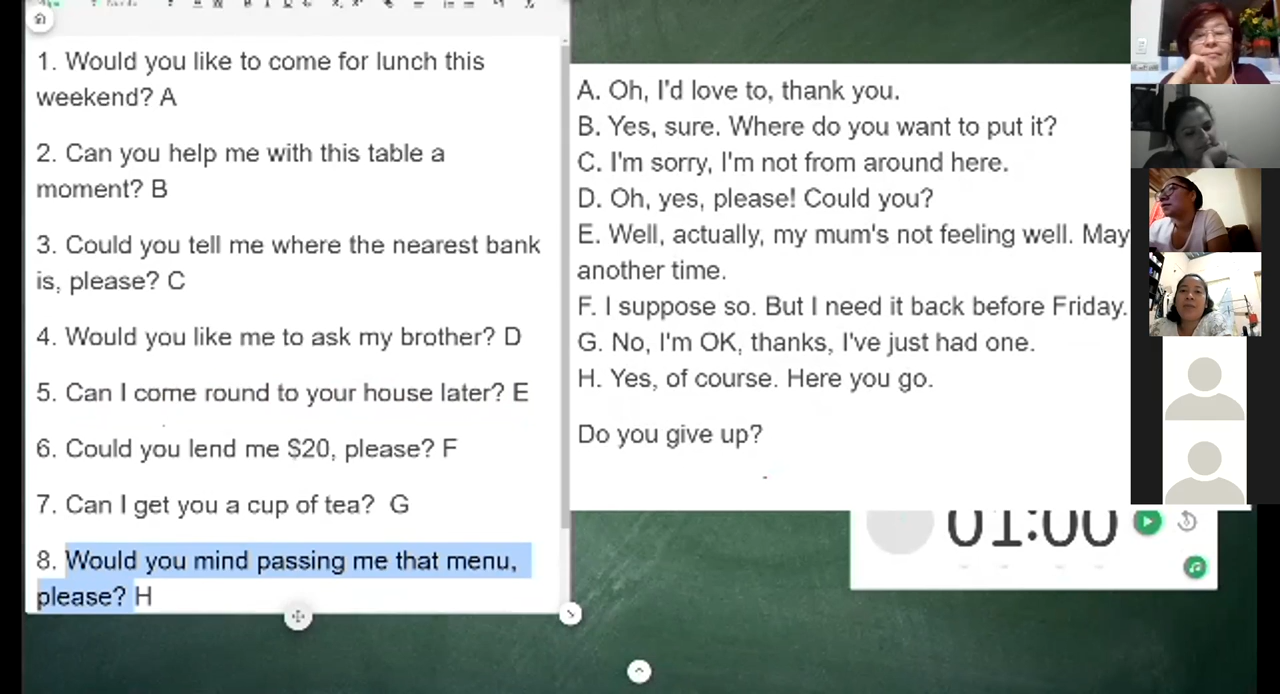 1. Would you like to come for lunch this
weekend? A
2. Can you help me with this table a
moment? B
3. Could you tell me where the nearest bank
is, please? C
4. Would you like me to ask my brother? D
5. Can I come round to your house later? E
6. Could you lend me $20, please? F
7. Can I get you a cup of tea? G
8. Would you mind passing me that menu,
please? H
A. Oh, I'd love to, thank you.
B. Yes, sure. Where do you want to put it?
C. I'm sorry, I'm not from around here.
D. Oh, yes, please! Could you?
E. Well, actually, my mum's not feeling well. May
another time.
F. I suppose so. But I need it back before Friday.
G. No, I'm OK, thanks, I've just had one.
H. Yes, of course. Here you go.
Do you give up?
01:00